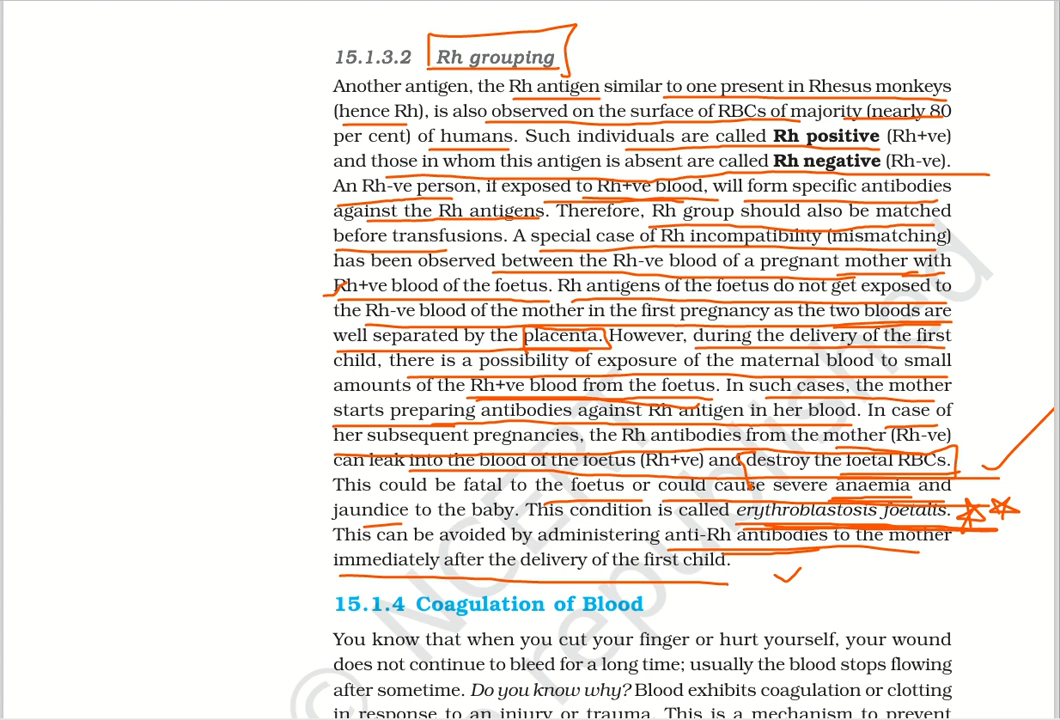 15.1.3.2 Rh grouping
Another antigen, the Rh antigen similar to one present in Rhesus monkeys
(hence Rh), is also observed on the surface of RBCs of majority (nearly 80
per cent) of humans. Such individuals are called Rh positive (Rh+ve)
and those in whom this antigen is absent are called Rh negative (Rh-ve).
An Rh-ve person, if exposed to Rh+ve blood, will form specific antibodies
against the Rh antigens. Therefore, Rh group should also be matched
before transfusions. A special case of Rh incompatibility (mismatching)
has been observed between the Rh-ve blood of a pregnant mother with
Rh+ve blood of the foetus. Rh antigens of the foetus do not get exposed to
the Rh-ve blood of the mother in the first pregnancy as the two bloods are
well separated by the placenta. However, during the delivery of the first
child, there is a possibility of exposure of the maternal blood to small
amounts of the Rh+ve blood from the foetus. In such cases, the mother
starts preparing antibodies against Rh antigen in her blood. In case of
her subsequent pregnancies, the Rh antibodies from the mother (Rh-ve)
can leak into the blood of the foetus (Rh+ve) and destroy the foetal RBCs.
This could be fatal to the foetus or could cause severe anaemia and
jaundice to the baby. This condition is called erythroblastosis foetalis.
This can be avoided by administering anti-Rh antibodies to the mother
immediately after the delivery of the first child.
15.1.4 Coagulation of Blood
You know that when you cut your finger or hurt yourself, your wound
does not continue to bleed for a long time; usually the blood stops flowing
after sometime. Do you know why? Blood exhibits coagulation or clotting
in response to an injury or trauma. This is a mechanism to prevent
© NCERT
republished